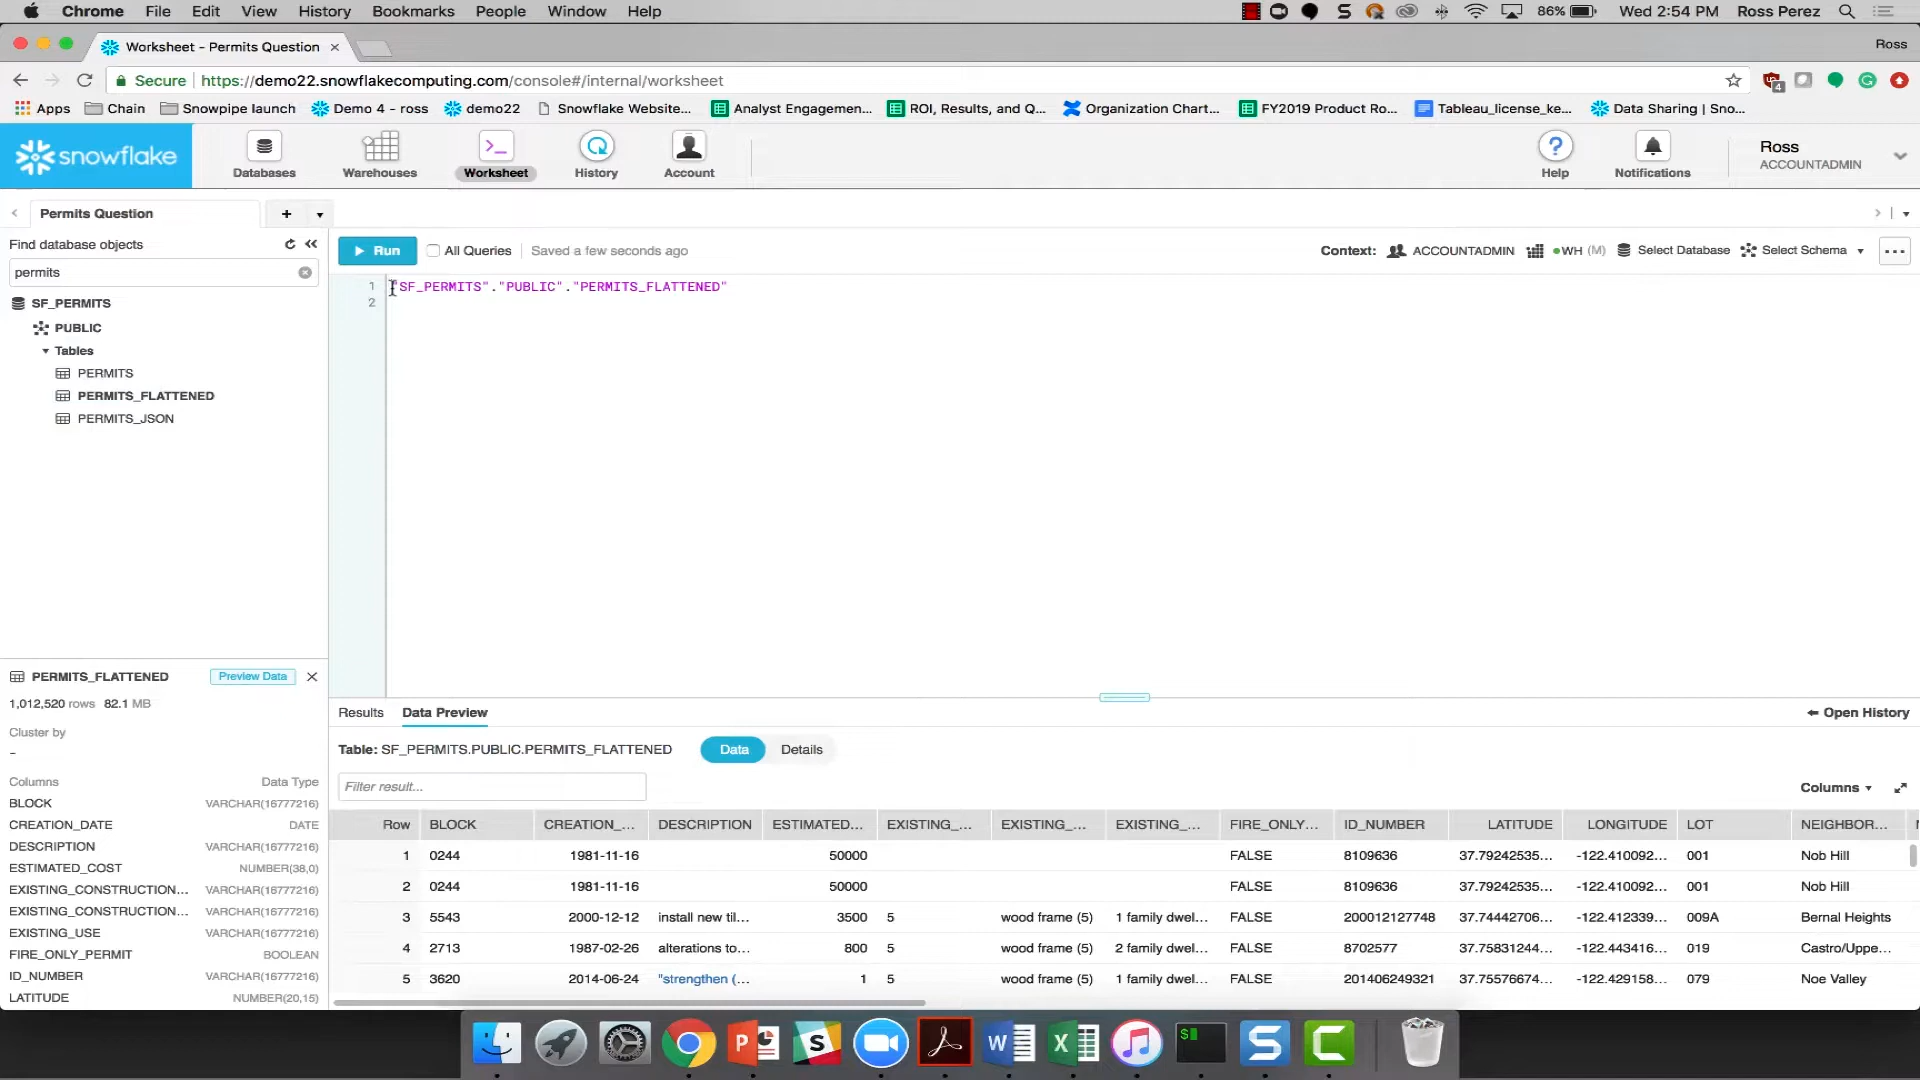 Chrome File Edit View History Bookmarks People Window Help 86% Wed 2:54 PM Ross Perez
Worksheet - Permits Question Ross
Secure https://demo22.snowflakecomputing.com/console#/internal/worksheet
Apps Chain Snowpipe launch Demo 4 - ross demo22 Snowflake Website... Analyst Engagemen... ROI, Results, and Q... Organization Chart... FY2019 Product Ro... Tableau_license_ke... Data Sharing | Sno...
snowflake Databases Warehouses Worksheet History Account Help Notifications Ross
ACCOUNTADMIN
Permits Question
Find database objects
permits
SF_PERMITS
PUBLIC
Tables
PERMITS
PERMITS_FLATTENED
PERMITS_JSON
Run All Queries Saved a few seconds ago Context: ACCOUNTADMIN WH (M) Select Database Select Schema
1 "SF_PERMITS"."PUBLIC"."PERMITS_FLATTENED"
2
PERMITS_FLATTENED Preview Data
1,012,520 rows 82.1 MB
Cluster by
–
Columns Data Type
BLOCK VARCHAR(16777216)
CREATION_DATE DATE
DESCRIPTION VARCHAR(16777216)
ESTIMATED_COST NUMBER(38,0)
EXISTING_CONSTRUCTION... VARCHAR(16777216)
EXISTING_CONSTRUCTION... VARCHAR(16777216)
EXISTING_USE VARCHAR(16777216)
FIRE_ONLY_PERMIT BOOLEAN
ID_NUMBER VARCHAR(16777216)
LATITUDE NUMBER(20,15)
Results Data Preview Open History
Table: SF_PERMITS.PUBLIC.PERMITS_FLATTENED Data Details
Filter result... Columns
Row BLOCK CREATION_... DESCRIPTION ESTIMATED... EXISTING_... EXISTING_... EXISTING_... FIRE_ONLY... ID_NUMBER LATITUDE LONGITUDE LOT NEIGHBOR...
1 0244 1981-11-16 50000 FALSE 8109636 37.79242535... -122.410092... 001 Nob Hill
2 0244 1981-11-16 50000 FALSE 8109636 37.79242535... -122.410092... 001 Nob Hill
3 5543 2000-12-12 install new til... 3500 5 wood frame (5) 1 family dwel... FALSE 200012127748 37.74442706... -122.412339... 009A Bernal Heights
4 2713 1987-02-26 alterations to... 800 5 wood frame (5) 2 family dwel... FALSE 8702577 37.75831244... -122.443416... 019 Castro/Uppe...
5 3620 2014-06-24 "strengthen (... 1 5 wood frame (5) 1 family dwel... FALSE 201406249321 37.75576674... -122.429158... 079 Noe Valley